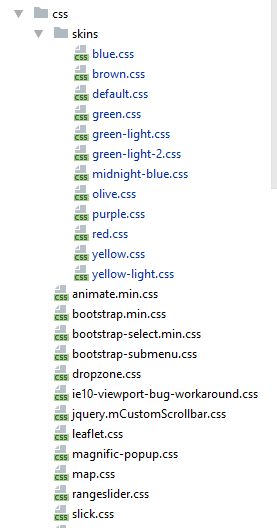 css
skins
css blue.css
css brown.css
css default.css
css green.css
css green-light.css
css green-light-2.css
css midnight-blue.css
css olive.css
css purple.css
css red.css
css yellow.css
css yellow-light.css
css animate.min.css
css bootstrap.min.css
css bootstrap-select.min.css
css bootstrap-submenu.css
css dropzone.css
css ie10-viewport-bug-workaround.css
css jquery.mCustomScrollbar.css
css leaflet.css
css magnific-popup.css
css map.css
css rangeslider.css
css slick.css